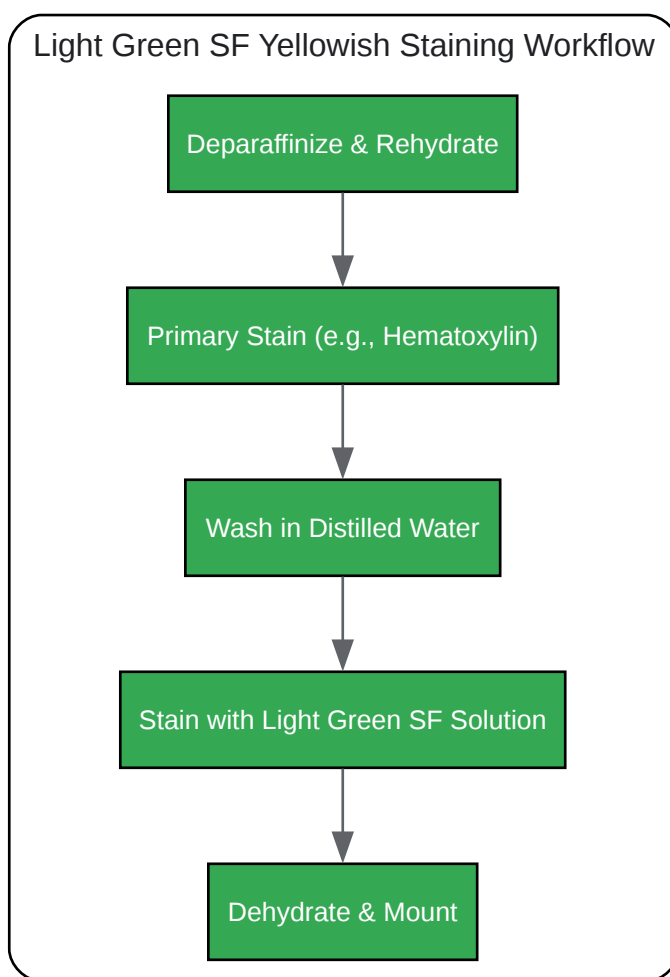 Light Green SF Yellowish Staining Workflow
Deparaffinize & Rehydrate
Primary Stain (e.g., Hematoxylin)
Wash in Distilled Water
Stain with Light Green SF Solution
Dehydrate & Mount